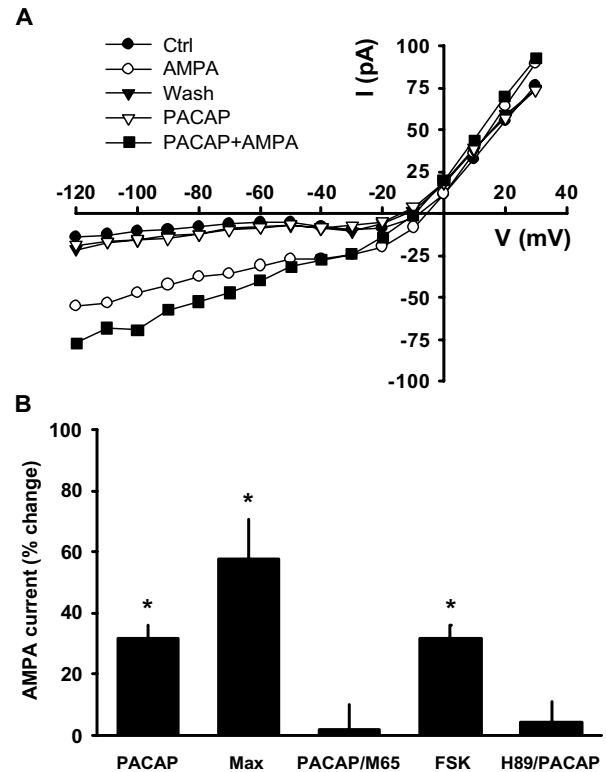 A
Ctrl
AMPA
Wash
PACAP
PACAP+AMPA
I (pA)
100
75
50
25
-120 -100 -80 -60 -40 -20 20 40
V (mV)
-25
-50
-75
-100
B
AMPA current (% change)
100
80
60
40
20
0
* * *
PACAP Max PACAP/M65 FSK H89/PACAP